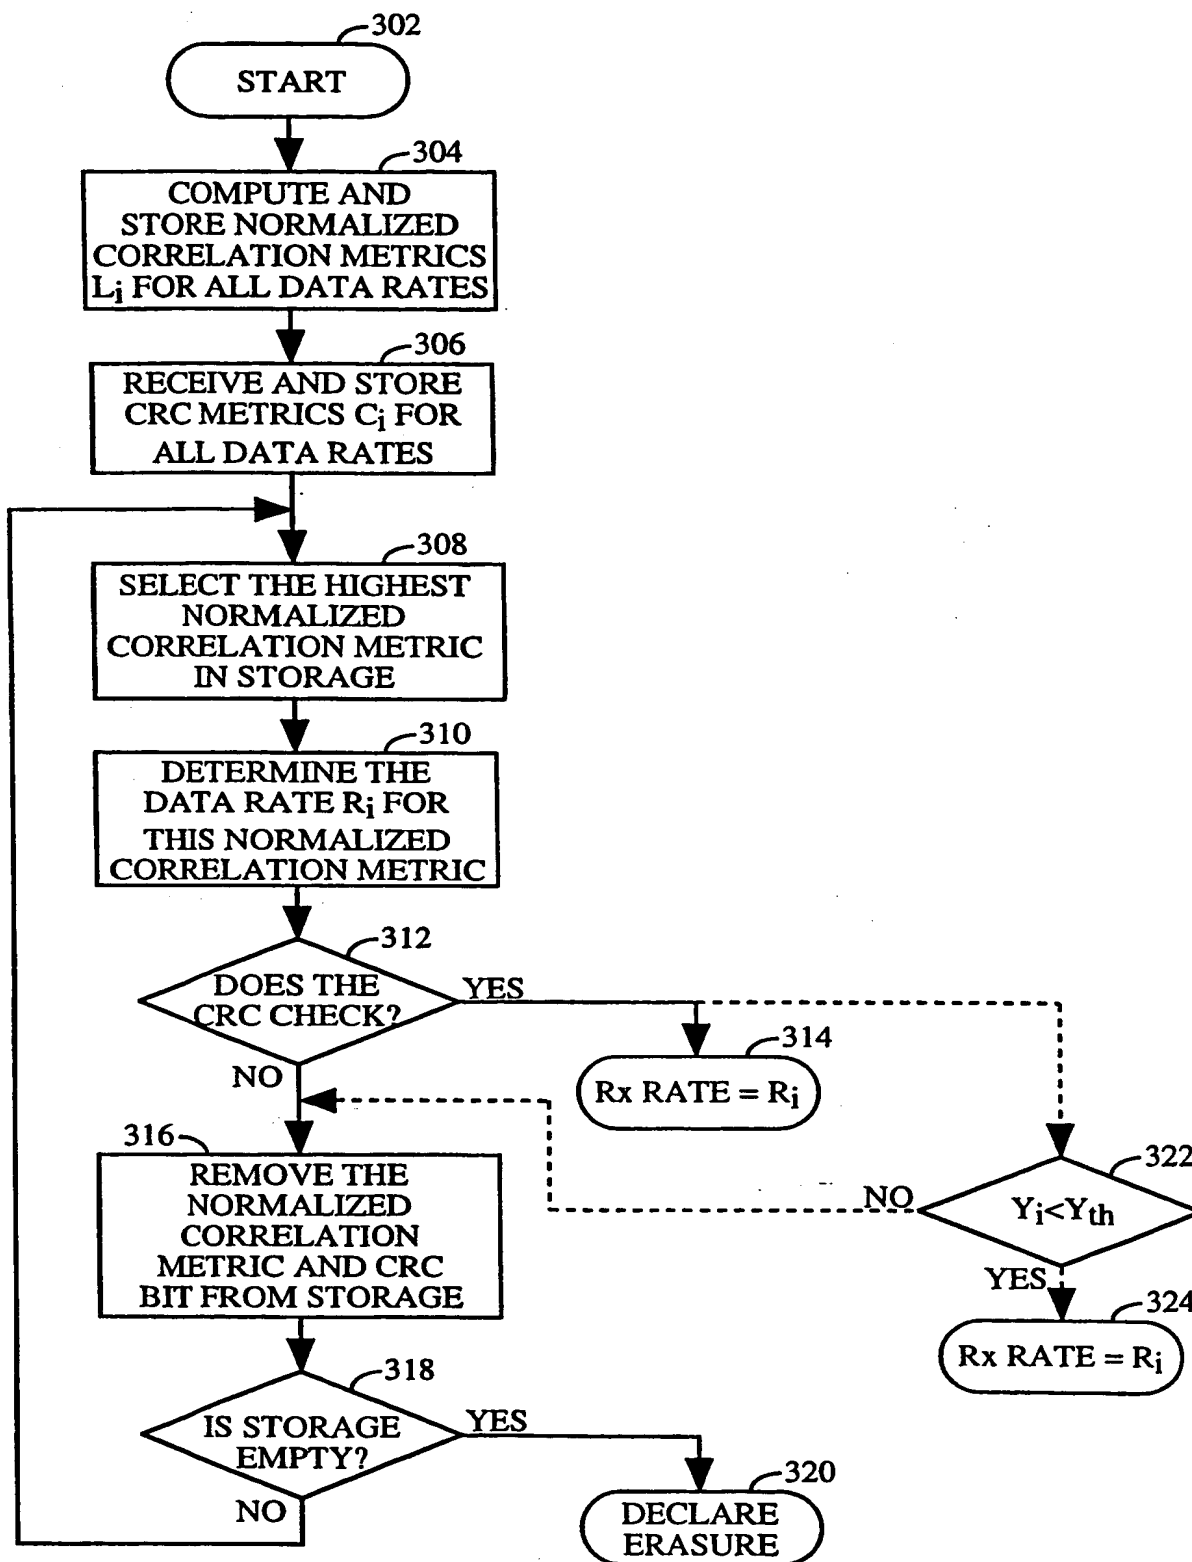 302
START
304
COMPUTE AND
STORE NORMALIZED
CORRELATION METRICS
Li FOR ALL DATA RATES
306
RECEIVE AND STORE
CRC METRICS Ci FOR
ALL DATA RATES
308
SELECT THE HIGHEST
NORMALIZED
CORRELATION METRIC
IN STORAGE
310
DETERMINE THE
DATA RATE Ri FOR
THIS NORMALIZED
CORRELATION METRIC
312
DOES THE
CRC CHECK?
YES
NO
314
Rx RATE = Ri
322
Yi<Yth
NO
YES
324
Rx RATE = Ri
316
REMOVE THE
NORMALIZED
CORRELATION
METRIC AND CRC
BIT FROM STORAGE
318
IS STORAGE
EMPTY?
YES
NO
320
DECLARE
ERASURE